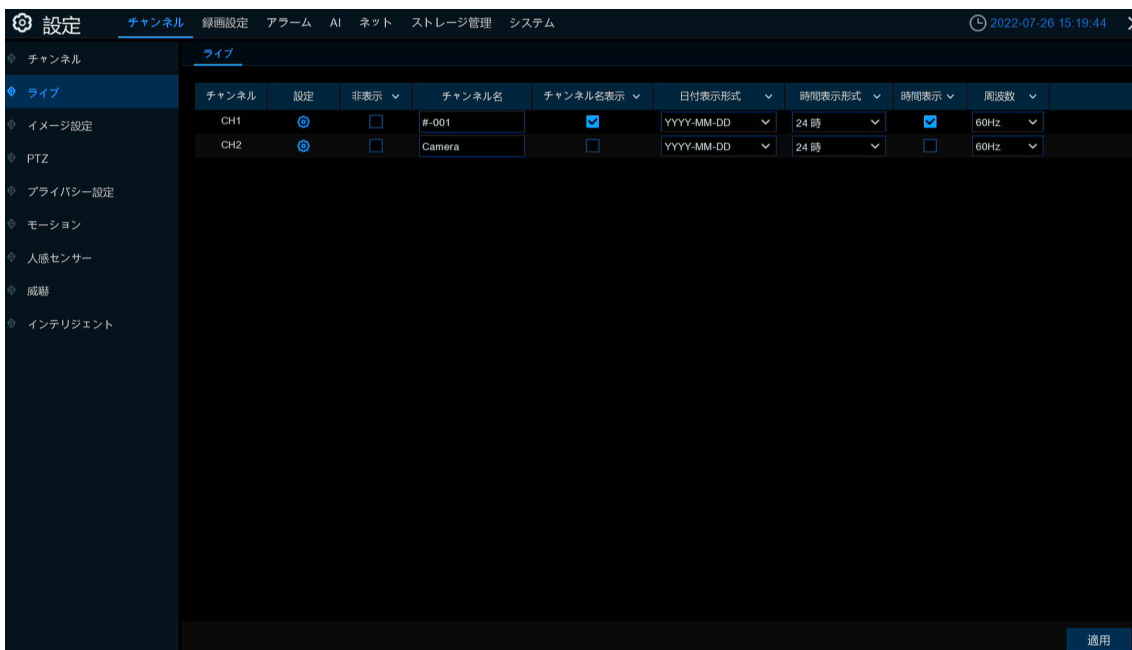 設定 チャンネル 録画設定 アラーム AI ネット ストレージ管理 システム 2022-07-26 15:19:44
チャンネル
ライブ
イメージ設定
PTZ
プライバシー設定
モーション
人感センサー
威嚇
インテリジェント
ライブ
チャンネル 設定 非表示 チャンネル名 チャンネル名表示 日付表示形式 時間表示形式 時間表示 周波数
CH1 #-001 YYYY-MM-DD 24 時 60Hz
CH2 Camera YYYY-MM-DD 24 時 60Hz
適用